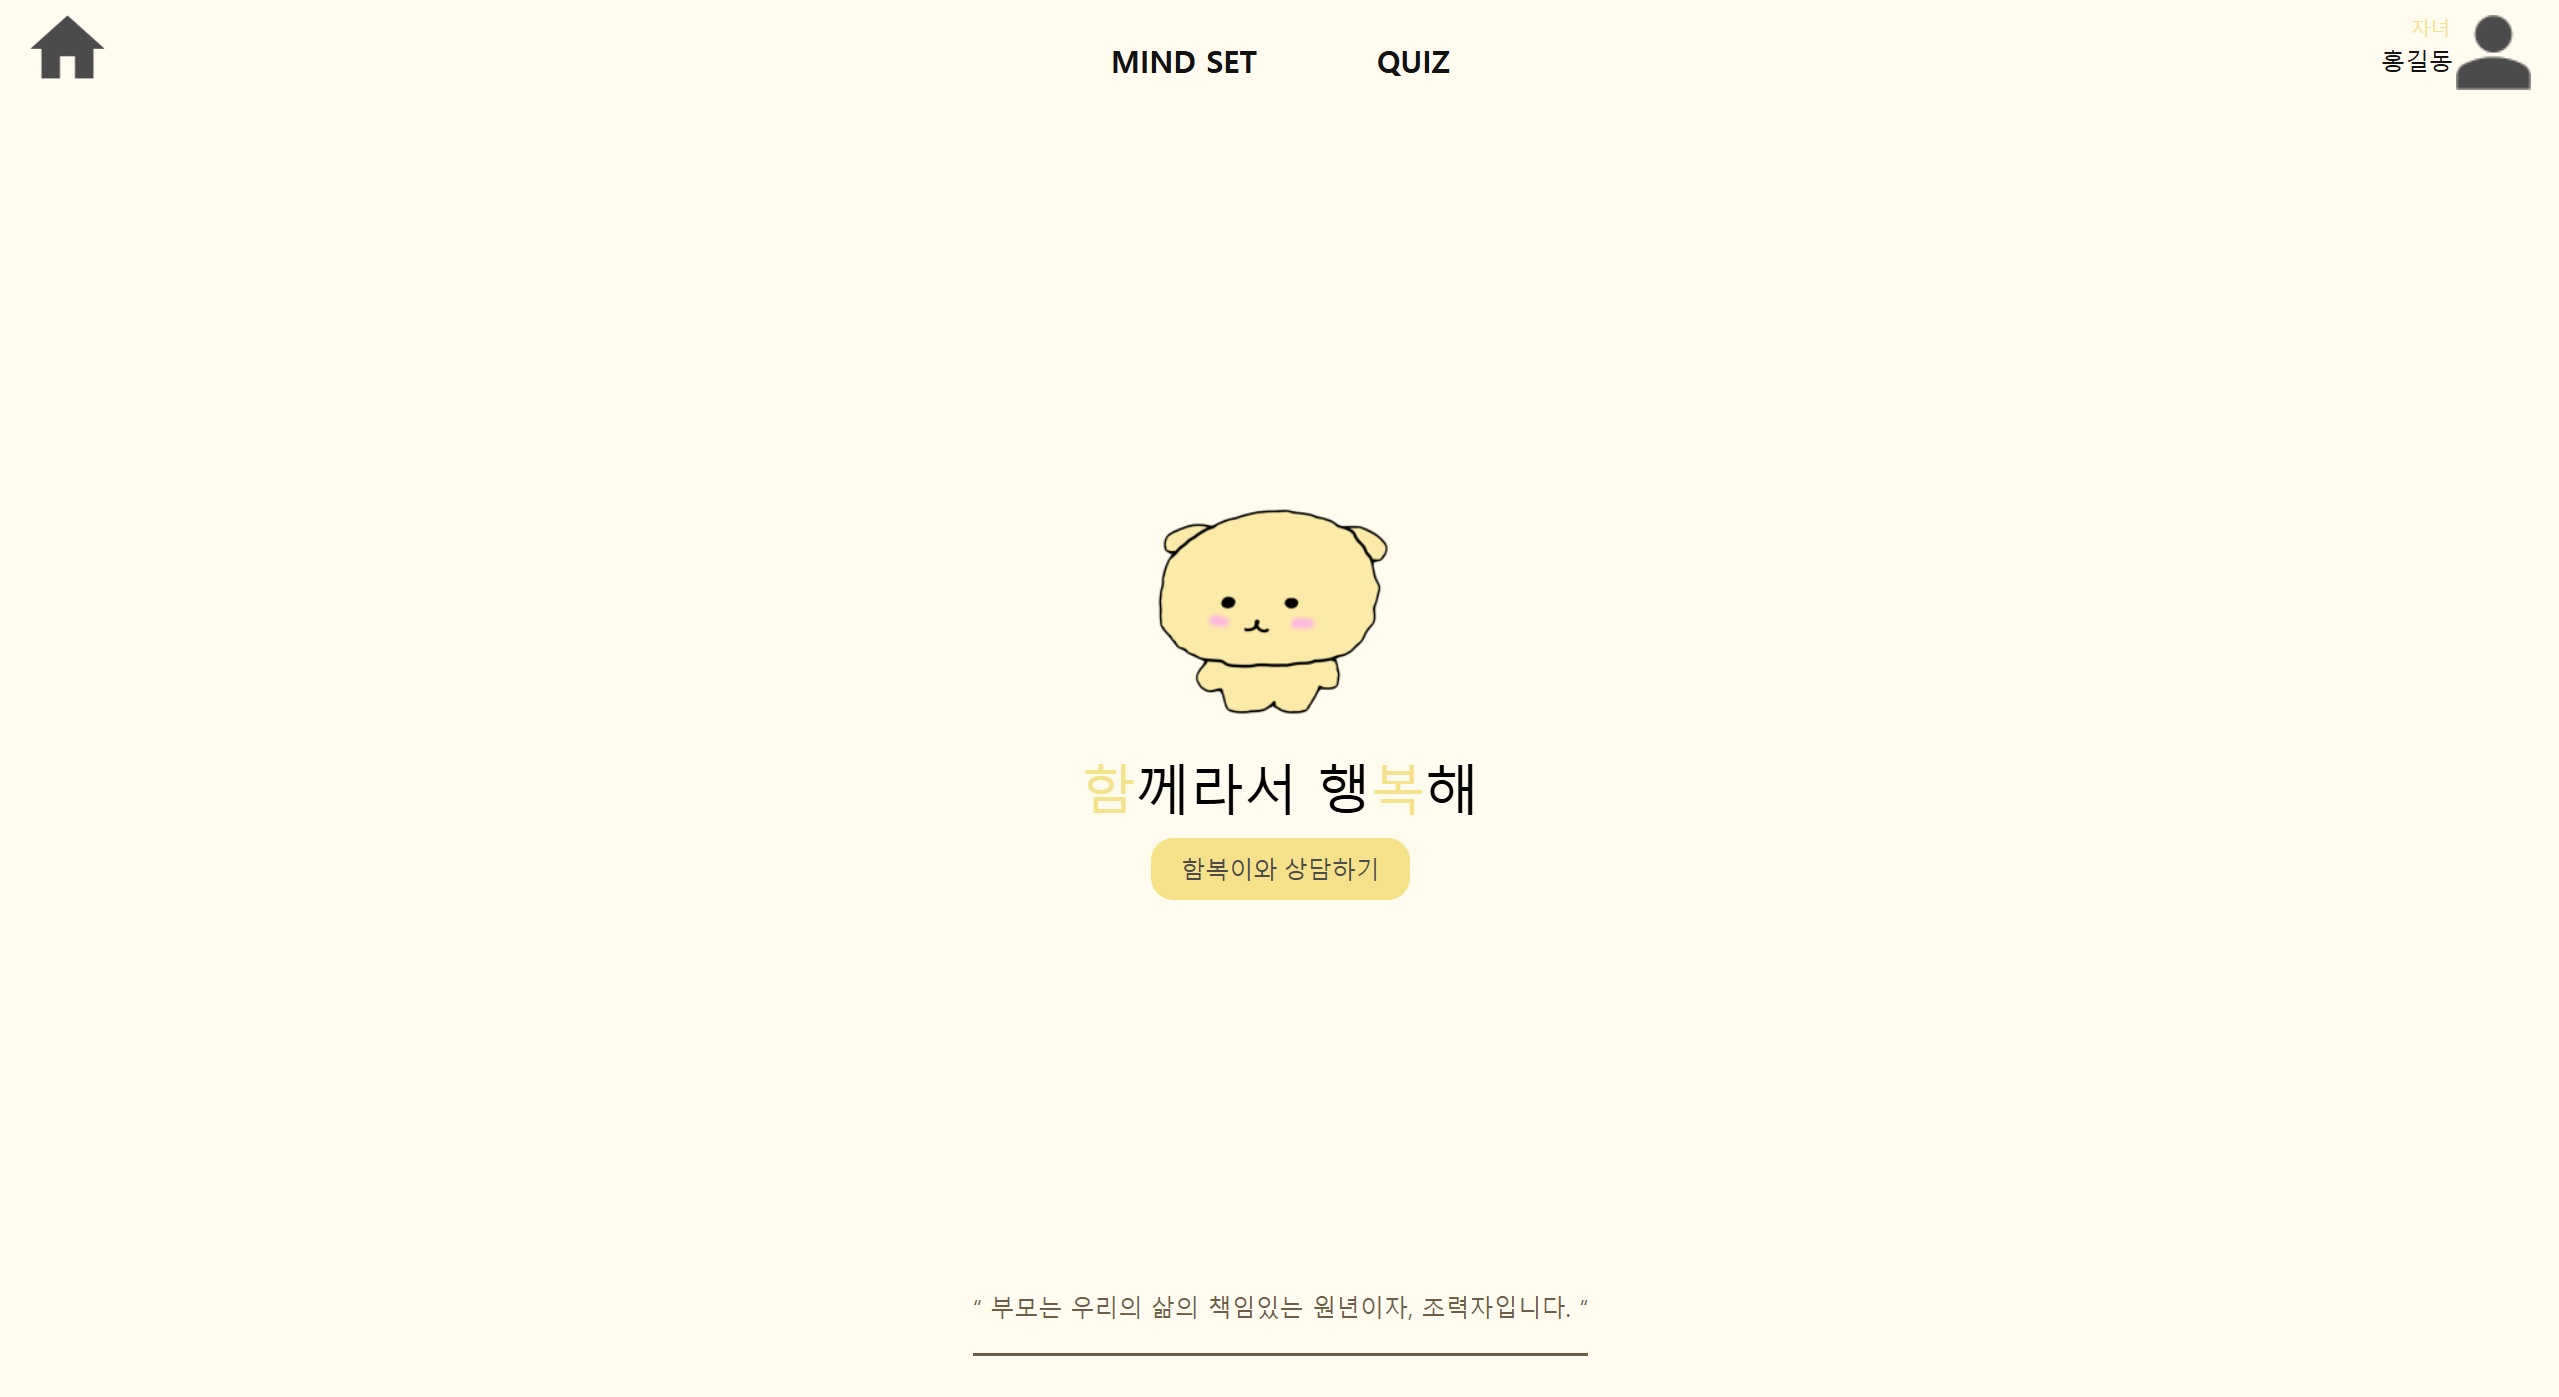 MIND SET QUIZ
자녀
홍길동
함께라서 행복해
함복이와 상담하기
“ 부모는 우리의 삶의 책임있는 원년이자, 조력자입니다. “